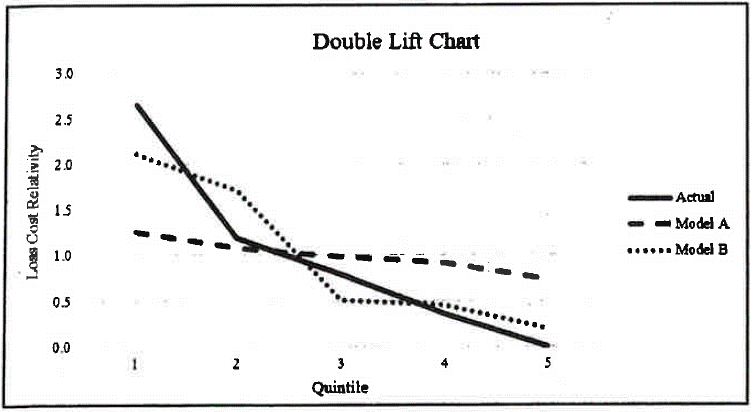 Double Lift Chart
3.0
2.5
2.0
1.5
1.0
0.5
0.0
Loss Cost Relativity
1 2 3 4 5
Quintile
Actual
Model A
Model B